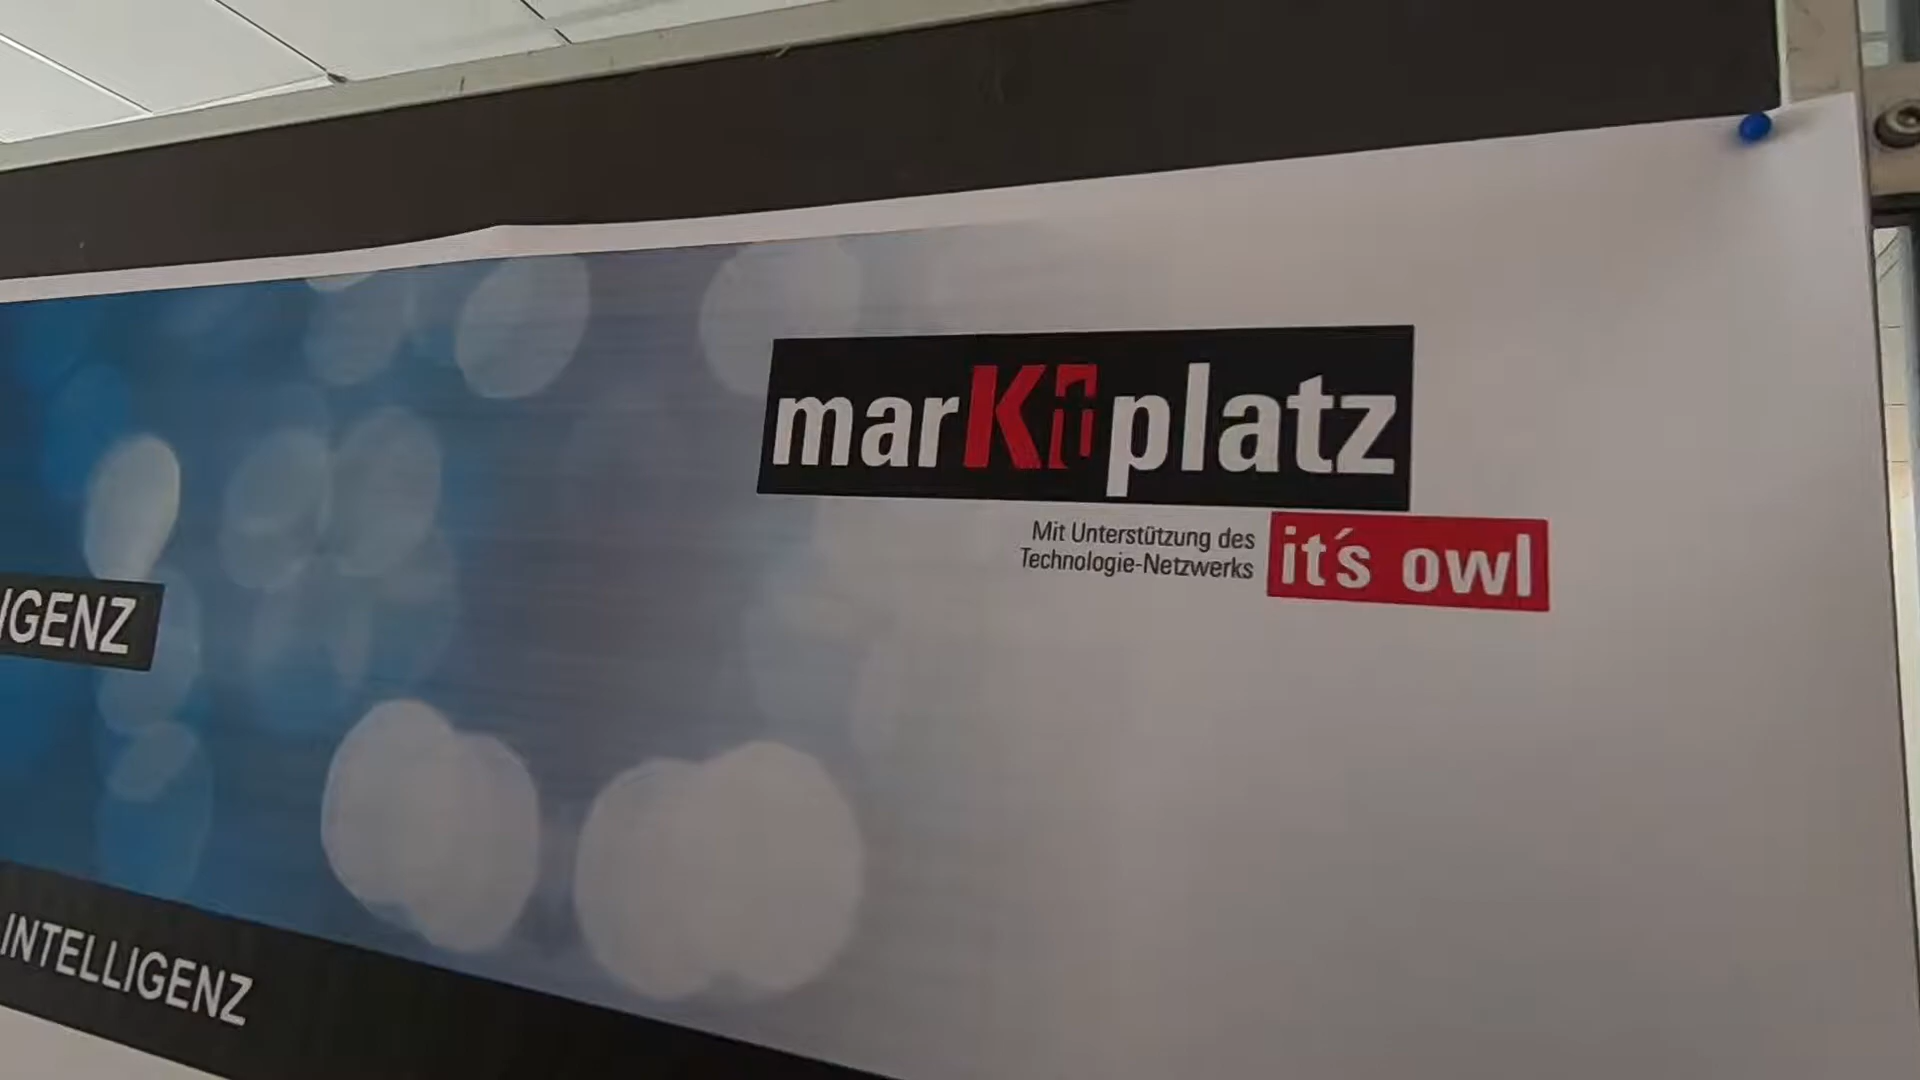 marKiplatz
Mit Unterstützung des
Technologie-Netzwerks
it's owl
IGENZ
INTELLIGENZ